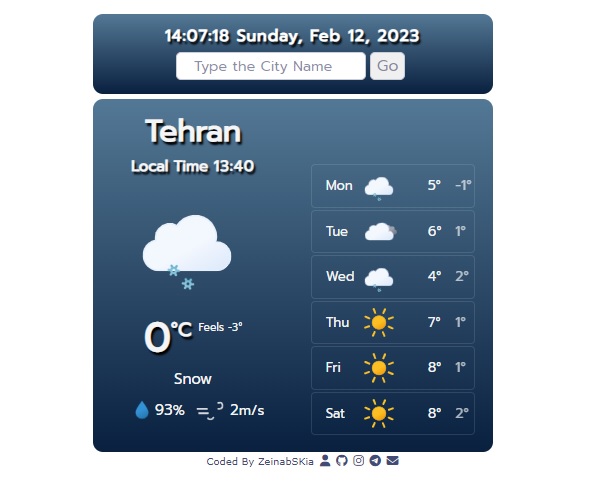 14:07:18 Sunday, Feb 12, 2023
Type the City Name Go
Tehran
Local Time 13:40
0°C Feels -3°
Snow
93% 2m/s
Mon 5° -1°
Tue 6° 1°
Wed 4° 2°
Thu 7° 1°
Fri 8° 1°
Sat 8° 2°
Coded By ZeinabSKia